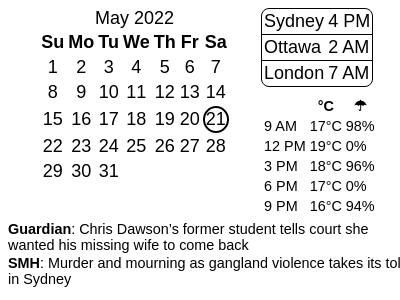 May 2022
Su Mo Tu We Th Fr Sa
1 2 3 4 5 6 7
8 9 10 11 12 13 14
15 16 17 18 19 20 21
22 23 24 25 26 27 28
29 30 31
Sydney 4 PM
Ottawa 2 AM
London 7 AM
°C ☂
9 AM 17°C 98%
12 PM 19°C 0%
3 PM 18°C 96%
6 PM 17°C 0%
9 PM 16°C 94%
Guardian: Chris Dawson's former student tells court she
wanted his missing wife to come back
SMH: Murder and mourning as gangland violence takes its tol
in Sydney